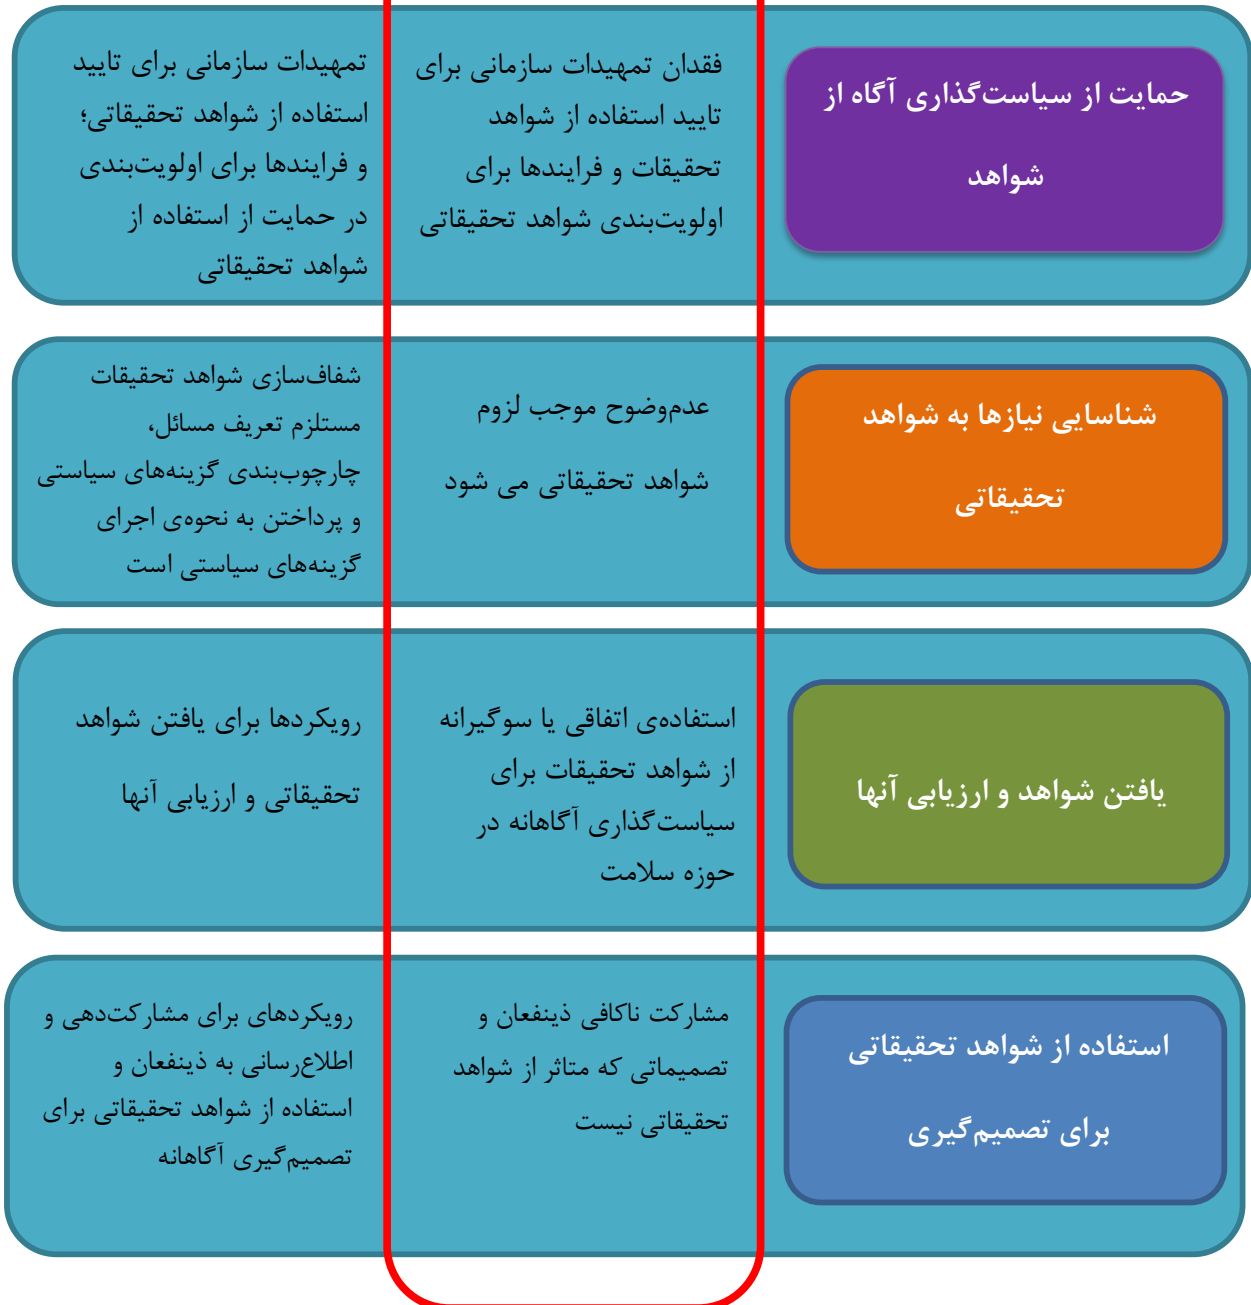 حمایت از سیاست‌گذاری آگاه از
شواهد
فقدان تمهیدات سازمانی برای
تایید استفاده از شواهد
تحقیقات و فرایندها برای
اولویت‌بندی شواهد تحقیقاتی
تمهیدات سازمانی برای تایید
استفاده از شواهد تحقیقاتی؛
و فرایندها برای اولویت‌بندی
در حمایت از استفاده از
شواهد تحقیقاتی
شناسایی نیازها به شواهد
تحقیقاتی
عدم‌وضوح موجب لزوم
شواهد تحقیقاتی می شود
شفاف‌سازی شواهد تحقیقات
مستلزم تعریف مسائل،
چارچوب‌بندی گزینه‌های سیاستی
و پرداختن به نحوه‌ی اجرای
گزینه‌های سیاستی است
یافتن شواهد و ارزیابی آنها
استفاده‌ی اتفاقی یا سوگیرانه
از شواهد تحقیقات برای
سیاست‌گذاری آگاهانه در
حوزه سلامت
رویکردها برای یافتن شواهد
تحقیقاتی و ارزیابی آنها
استفاده از شواهد تحقیقاتی
برای تصمیم‌گیری
مشارکت ناکافی ذینفعان و
تصمیماتی که متاثر از شواهد
تحقیقاتی نیست
رویکردهای برای مشارکت‌دهی و
اطلاع‌رسانی به ذینفعان و
استفاده از شواهد تحقیقاتی برای
تصمیم‌گیری آگاهانه